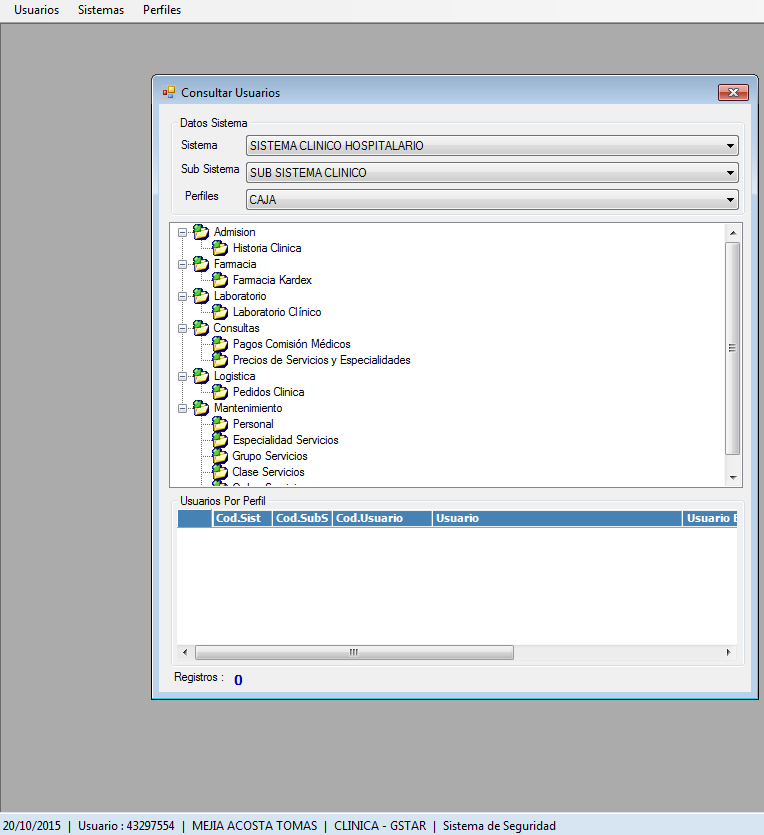 Usuarios Sistemas Perfiles
Consultar Usuarios
Datos Sistema
Sistema SISTEMA CLINICO HOSPITALARIO
Sub Sistema SUB SISTEMA CLINICO
Perfiles CAJA
Admision
Historia Clinica
Farmacia
Farmacia Kardex
Laboratorio
Laboratorio Clínico
Consultas
Pagos Comisión Médicos
Precios de Servicios y Especialidades
Logistica
Pedidos Clinica
Mantenimiento
Personal
Especialidad Servicios
Grupo Servicios
Clase Servicios
Usuarios Por Perfil
Cod.Sist Cod.SubS Cod.Usuario Usuario Usuario
Registros : 0
20/10/2015 | Usuario : 43297554 | MEJIA ACOSTA TOMAS | CLINICA - GSTAR | Sistema de Seguridad